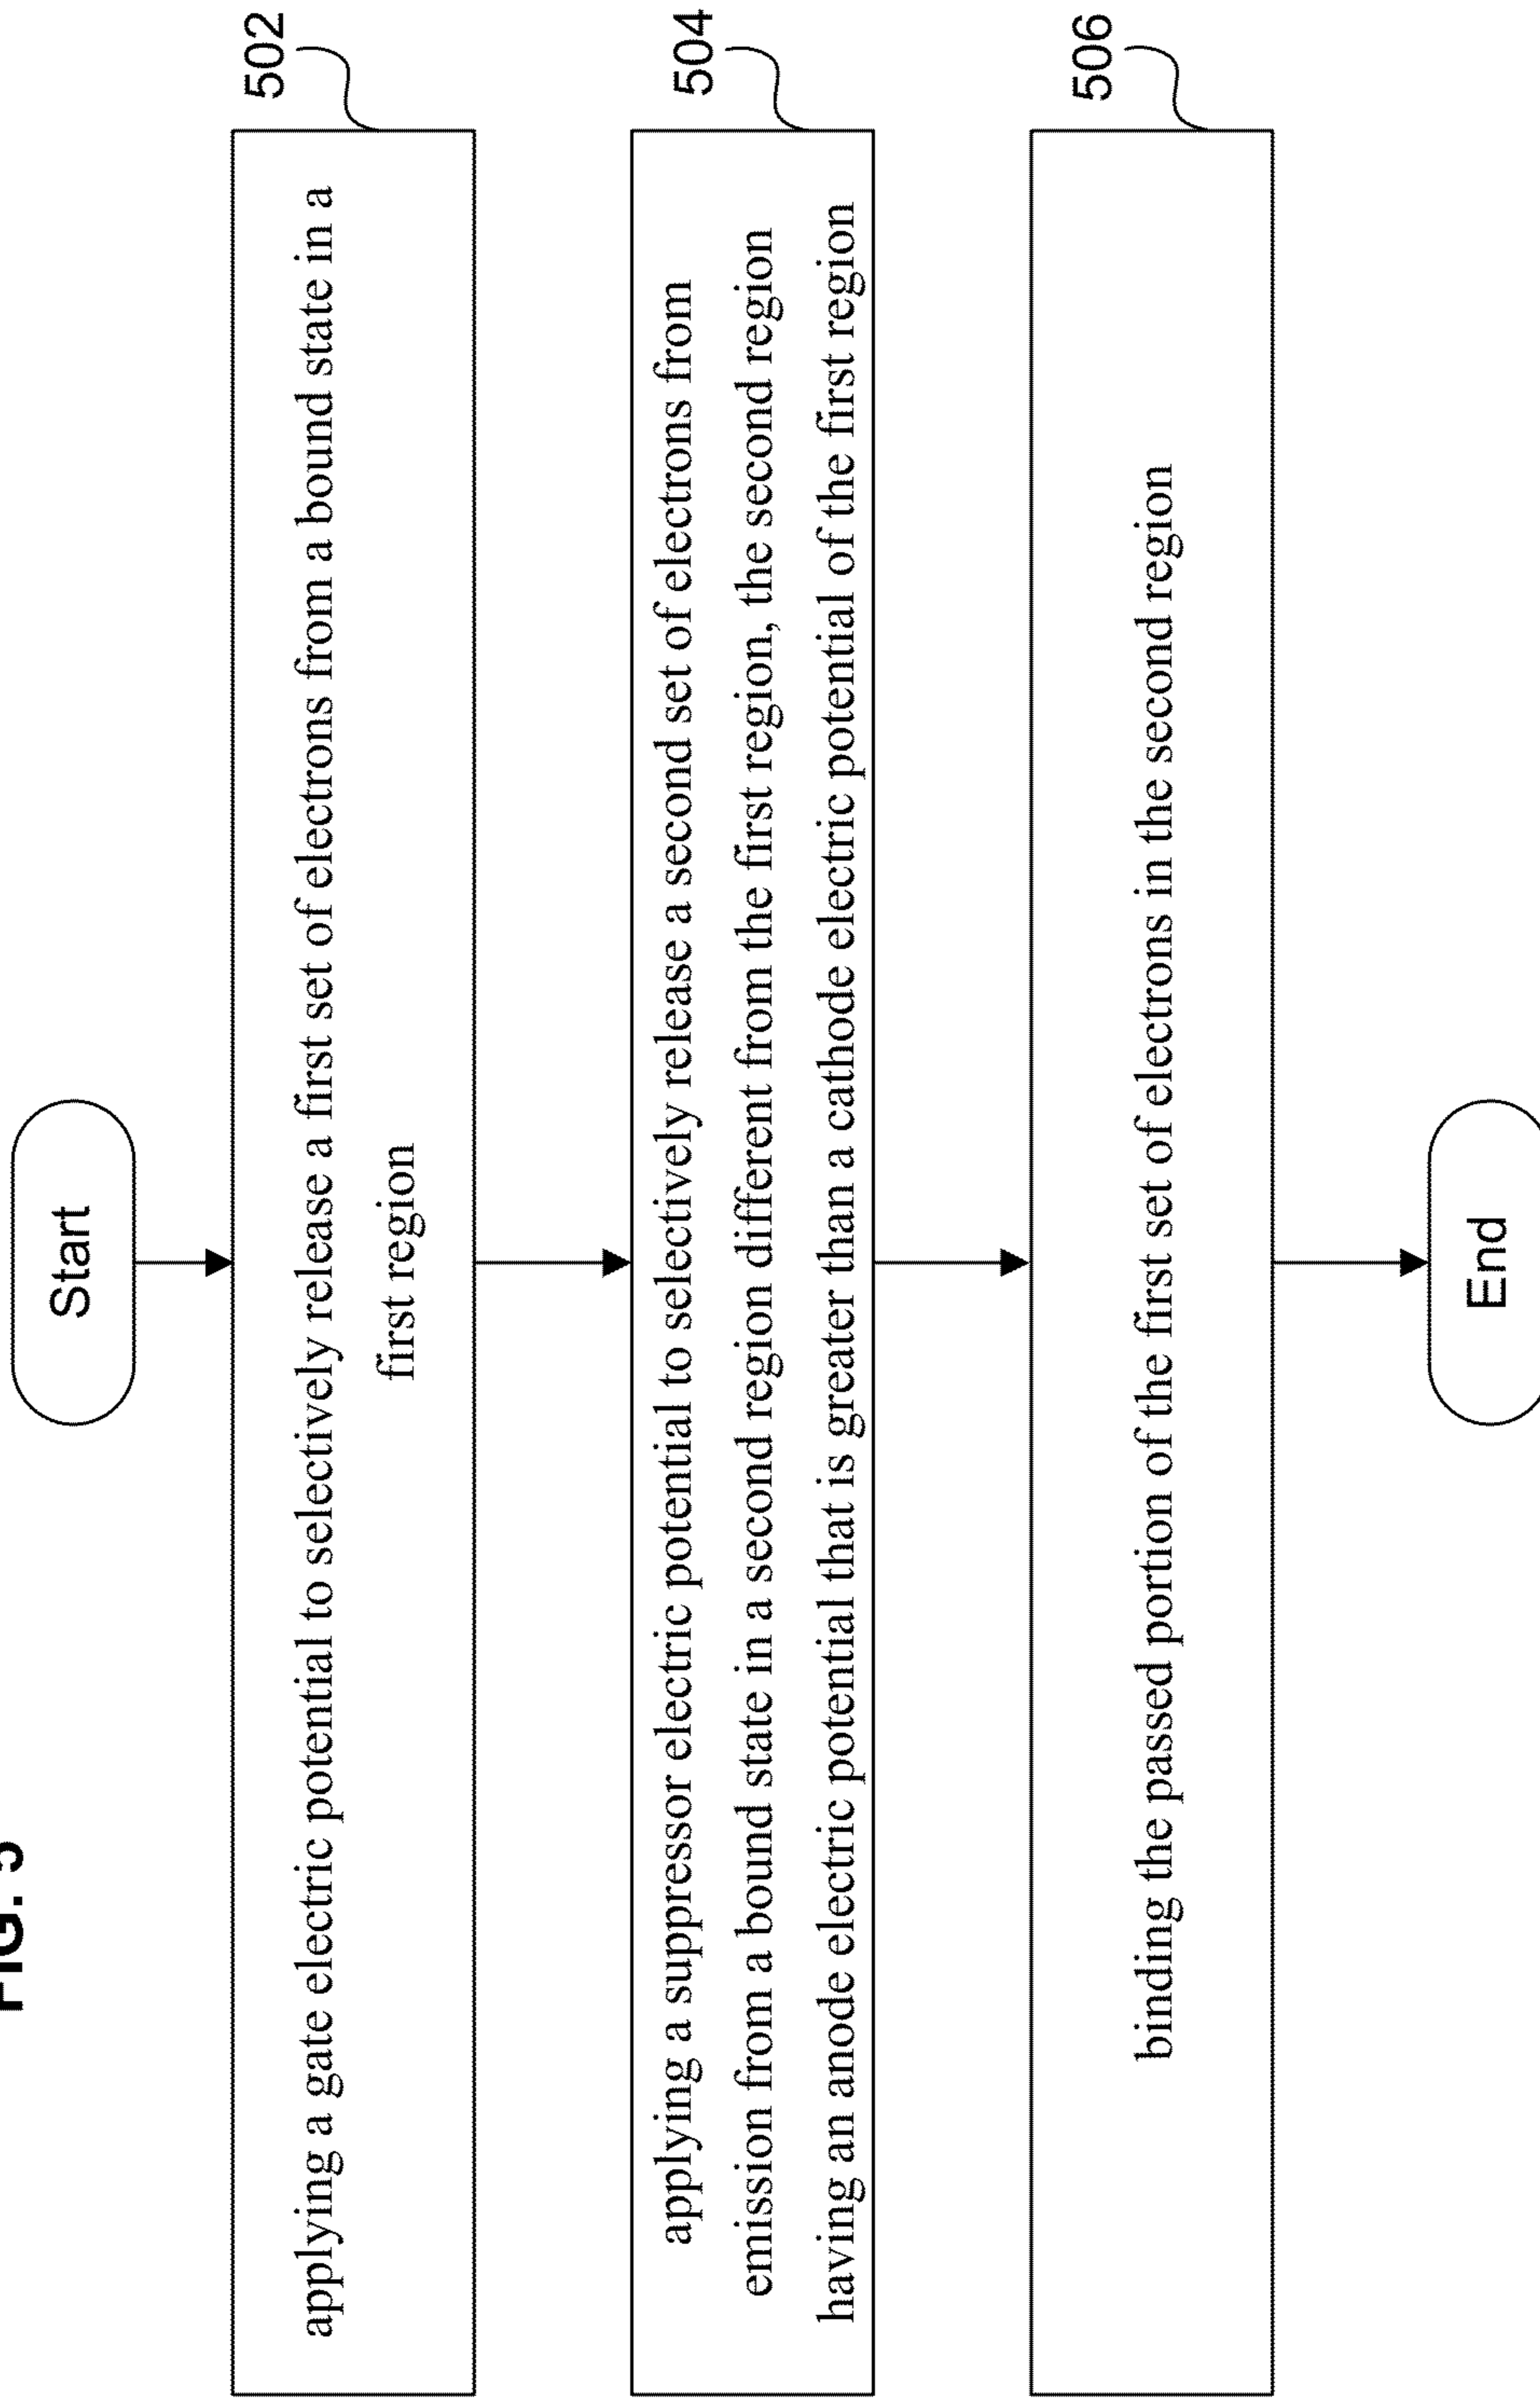 FIG. 5
Start
502
applying a gate electric potential to selectively release a first set of electrons from a bound state in a
first region
504
applying a suppressor electric potential to selectively release a second set of electrons from
emission from a bound state in a second region different from the first region, the second region
having an anode electric potential that is greater than a cathode electric potential of the first region
506
binding the passed portion of the first set of electrons in the second region
End